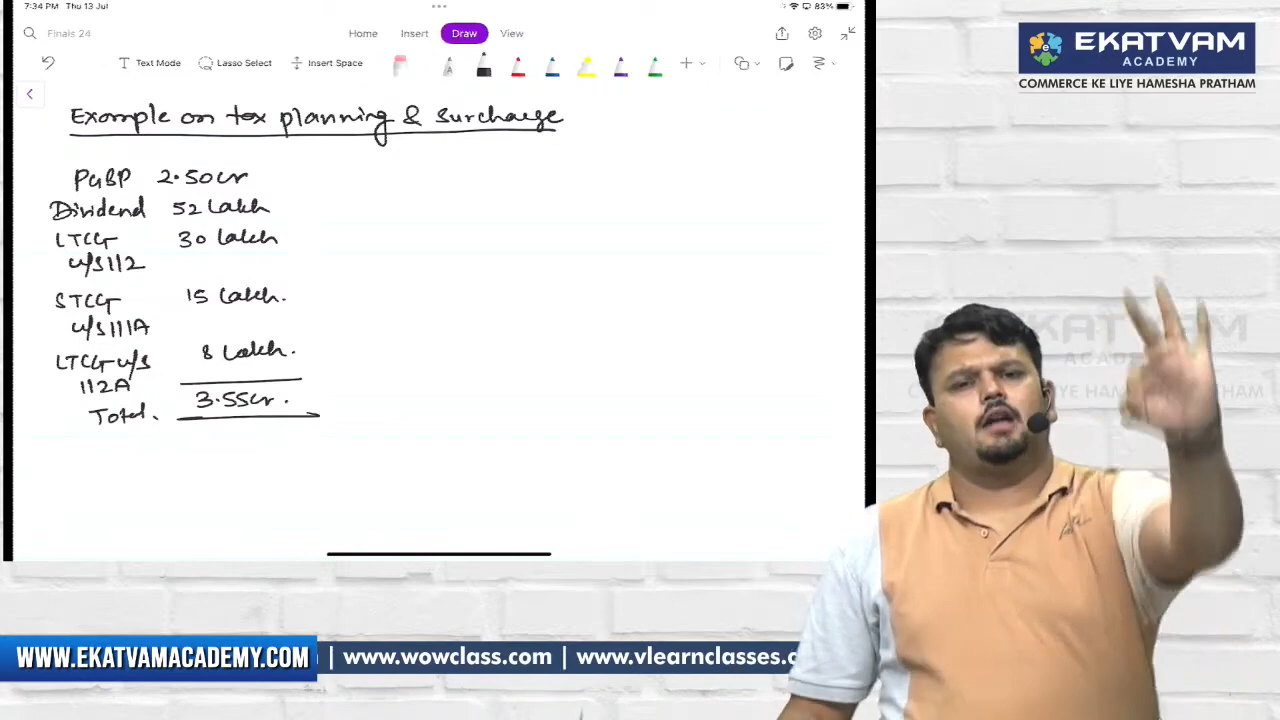 7:34 PM Thu 13 Jul
83%
Finals 24
Home Insert Draw View
Text Mode Lasso Select Insert Space
EKATVAM
ACADEMY
COMMERCE KE LIYE HAMESHA PRATHAM
Example on tax planning & surcharge
PGBP 2.50cr
Dividend 52 Lakh
LTCG 30 Lakh
u/s 112
STCG 15 Lakh.
u/s 111A
LTCG u/s 8 Lakh.
112A
Total. 3.55cr.
WWW.EKATVAMACADEMY.COM | www.wowclass.com | www.vlearnclasses.c